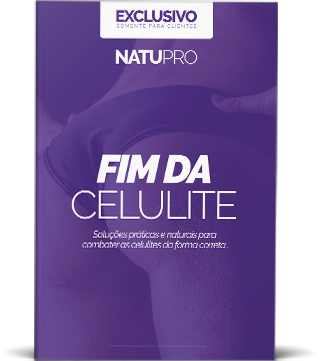 EXCLUSIVO
SOMENTE PARA CLIENTES
NATUPRO
FIM DA
CELULITE
Soluções práticas e naturais para
combater as celulites da forma correta.